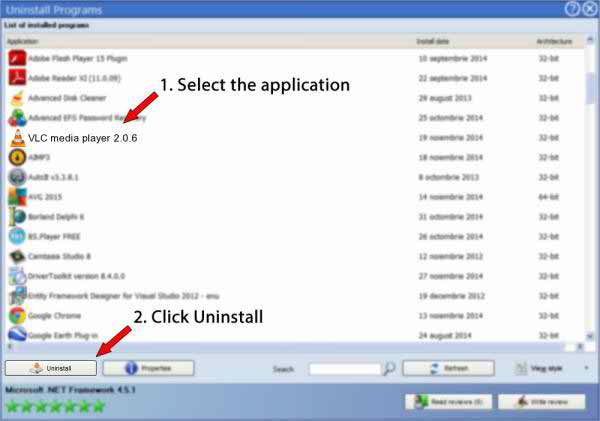 Uninstall Programs
List of installed programs
Application Install date Architecture
Adobe Flash Player 15 Plugin 10 septembrie 2014 32-bit
Adobe Reader XI (11.0.09) 22 septembrie 2014 32-bit
1. Select the application
Advanced Disk Cleaner 29 august 2013 32-bit
Advanced EFS Password Recovery 25 octombrie 2014 32-bit
VLC media player 2.0.6 19 noiembrie 2014 32-bit
AIMP3 18 noiembrie 2014 32-bit
AutoIt v3.3.8.1 8 octombrie 2013 32-bit
AVG 2015 14 noiembrie 2014 64-bit
Borland Delphi 6 31 octombrie 2014 32-bit
BS.Player FREE 26 octombrie 2014 32-bit
Camtasia Studio 8 12 noiembrie 2012 32-bit
DriverToolkit version 8.4.0.0 27 noiembrie 2014 32-bit
Entity Framework Designer for Visual Studio 2012 - enu 19 decembrie 2012 32-bit
Google Chrome 13 noiembrie 2014 32-bit
2. Click Uninstall
Google Earth Plug-in 24 august 2014 32-bit
Uninstall Properties Search: Refresh View style
Microsoft .NET Framework 4.5.1
Read reviews (0) Write review